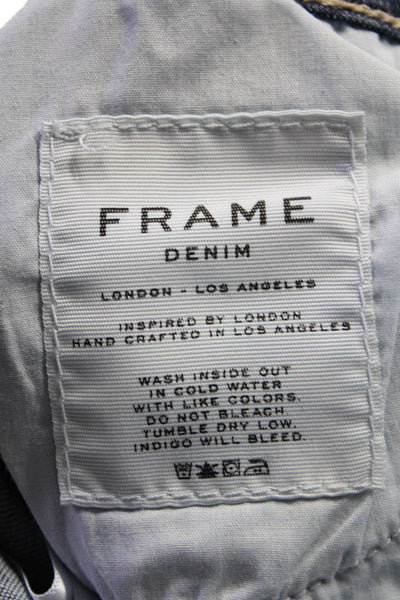 FRAME
DENIM
LONDON - LOS ANGELES
INSPIRED BY LONDON
HAND CRAFTED IN LOS ANGELES
WASH INSIDE OUT
IN COLD WATER
WITH LIKE COLORS.
DO NOT BLEACH.
TUMBLE DRY LOW.
INDIGO WILL BLEED.